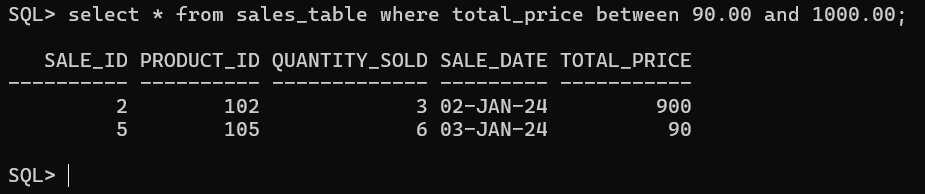 SQL> select * from sales_table where total_price between 90.00 and 1000.00;
   SALE_ID PRODUCT_ID QUANTITY_SOLD SALE_DATE TOTAL_PRICE
---------- ---------- ------------- --------- -----------
         2        102             3 02-JAN-24         900
         5        105             6 03-JAN-24          90
SQL>